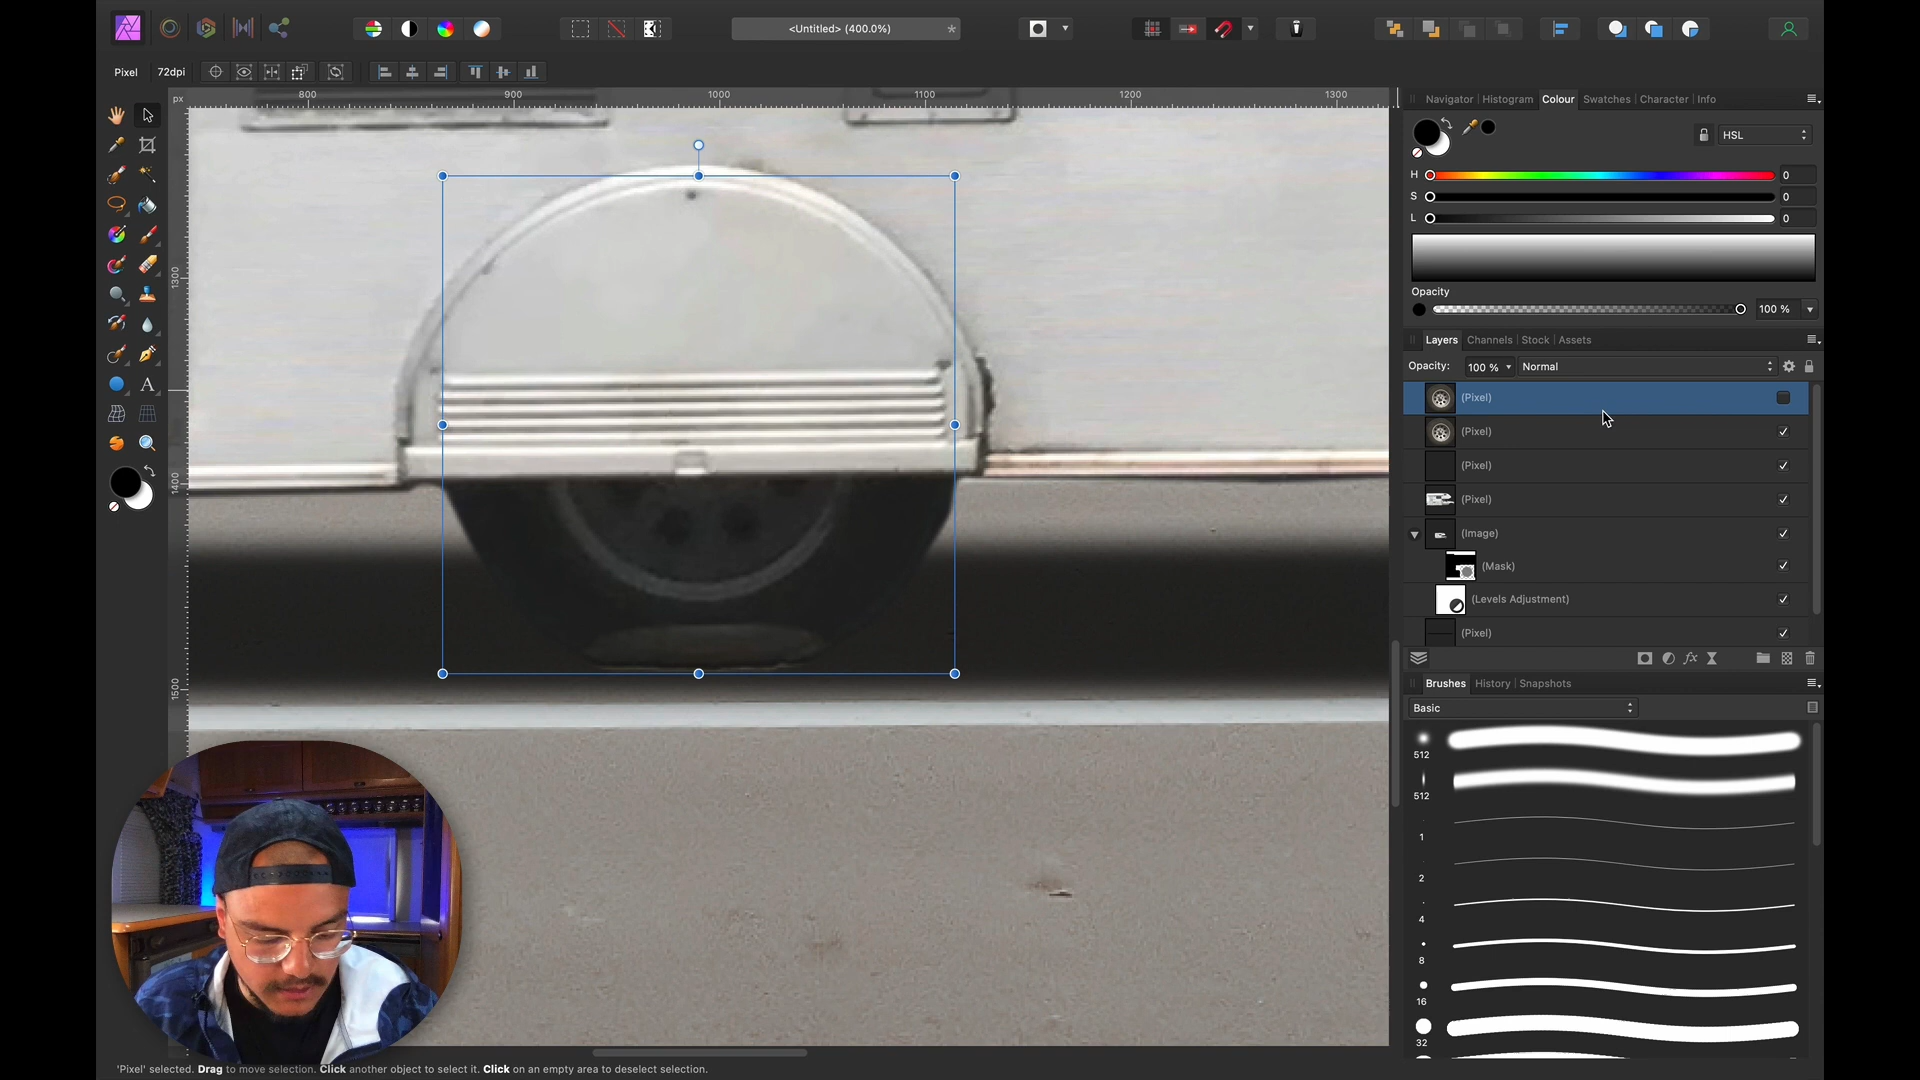 <Untitled> (400.0%)
*
Pixel
72dpi
px
800
900
1000
1100
1200
1300
1300
1400
1500
Navigator
Histogram
Colour
Swatches
Character
Info
HSL
H
0
S
0
L
0
Opacity
100 %
Layers
Channels
Stock
Assets
Opacity:
100 %
Normal
(Pixel)
(Pixel)
(Pixel)
(Pixel)
(Image)
(Mask)
(Levels Adjustment)
(Pixel)
fx
Brushes
History
Snapshots
Basic
512
512
1
2
4
8
16
32
A
'Pixel' selected. Drag to move selection. Click another object to select it. Click on an empty area to deselect selection.